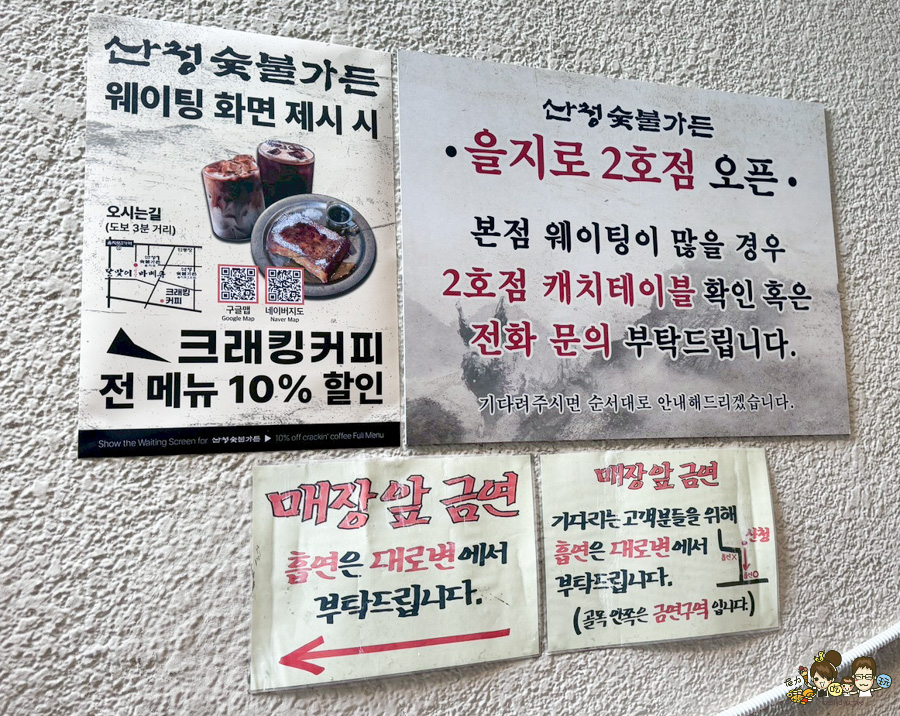 산청숯불가든
웨이팅 화면 제시 시
오시는길
(도보 3분 거리)
크래킹
커피
구글맵
Google Map
네이버지도
Naver Map
크래킹커피
전 메뉴 10% 할인
Show the Waiting Screen for 산청숯불가든 ▶ 10% off crackin' coffee Full Menu
산청숯불가든
•을지로 2호점 오픈•
본점 웨이팅이 많을 경우
2호점 캐치테이블 확인 혹은
전화 문의 부탁드립니다.
기다려주시면 순서대로 안내해드리겠습니다.
매장 앞 금연
흡연은 대로변에서
부탁드립니다.
매장 앞 금연
기다리는 고객분들을 위해
흡연은 대로변에서
부탁드립니다.
(골목 안쪽은 금연구역 입니다.)
산청
흡연X
흡연O